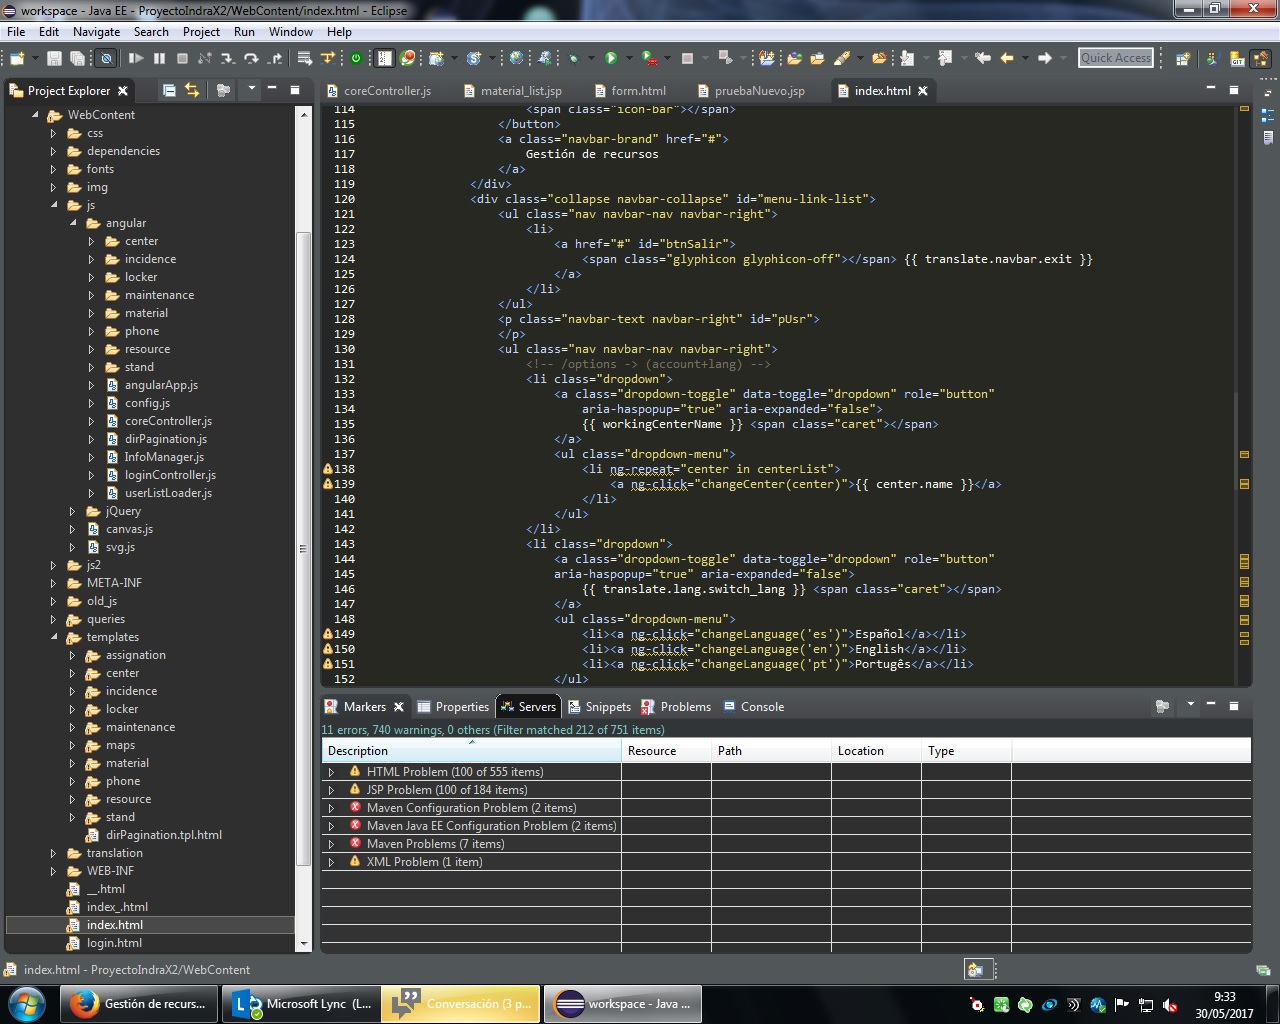 workspace - Java EE - ProyectoIndraX2/WebContent/index.html - Eclipse
File Edit Navigate Search Project Run Window Help
Quick Access
Project Explorer
WebContent
css
dependencies
fonts
img
js
angular
center
incidence
locker
maintenance
material
phone
resource
stand
angularApp.js
config.js
coreController.js
dirPagination.js
InfoManager.js
loginController.js
userListLoader.js
jQuery
canvas.js
svg.js
js2
META-INF
old_js
queries
templates
assignation
center
incidence
locker
maintenance
maps
material
phone
resource
stand
dirPagination.tpl.html
translation
WEB-INF
__.html
index_.html
index.html
login.html
coreController.js material_list.jsp form.html pruebaNuevo.jsp index.html
114 <span class="icon-bar"></span>
115 </button>
116 <a class="navbar-brand" href="#">
117 Gestión de recursos
118 </a>
119 </div>
120 <div class="collapse navbar-collapse" id="menu-link-list">
121 <ul class="nav navbar-nav navbar-right">
122 <li>
123 <a href="#" id="btnSalir">
124 <span class="glyphicon glyphicon-off"></span> {{ translate.navbar.exit }}
125 </a>
126 </li>
127 </ul>
128 <p class="navbar-text navbar-right" id="pUsr">
129 </p>
130 <ul class="nav navbar-nav navbar-right">
131 <!-- /options -> (account+lang) -->
132 <li class="dropdown">
133 <a class="dropdown-toggle" data-toggle="dropdown" role="button"
134 aria-haspopup="true" aria-expanded="false">
135 {{ workingCenterName }} <span class="caret"></span>
136 </a>
137 <ul class="dropdown-menu">
138 <li ng-repeat="center in centerList">
139 <a ng-click="changeCenter(center)">{{ center.name }}</a>
140 </li>
141 </ul>
142 </li>
143 <li class="dropdown">
144 <a class="dropdown-toggle" data-toggle="dropdown" role="button"
145 aria-haspopup="true" aria-expanded="false">
146 {{ translate.lang.switch_lang }} <span class="caret"></span>
147 </a>
148 <ul class="dropdown-menu">
149 <li><a ng-click="changeLanguage('es')">Español</a></li>
150 <li><a ng-click="changeLanguage('en')">English</a></li>
151 <li><a ng-click="changeLanguage('pt')">Portugês</a></li>
152 </ul>
Markers Properties Servers Snippets Problems Console
11 errors, 740 warnings, 0 others (Filter matched 212 of 751 items)
Description Resource Path Location Type
HTML Problem (100 of 555 items)
JSP Problem (100 of 184 items)
Maven Configuration Problem (2 items)
Maven Java EE Configuration Problem (2 items)
Maven Problems (7 items)
XML Problem (1 item)
index.html - ProyectoIndraX2/WebContent
Gestión de recurs... Microsoft Lync (L... Conversación (3 p... workspace - Java ...
9:33
30/05/2017